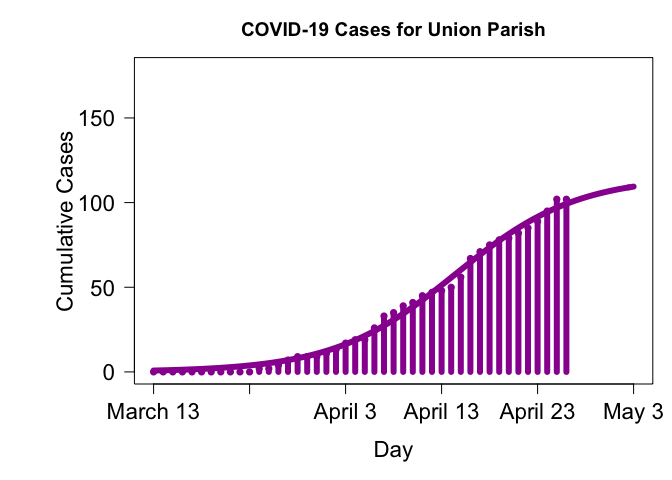 COVID-19 Cases for Union Parish
Cumulative Cases
150
100
50
0
March 13 April 3 April 13 April 23 May 3
Day